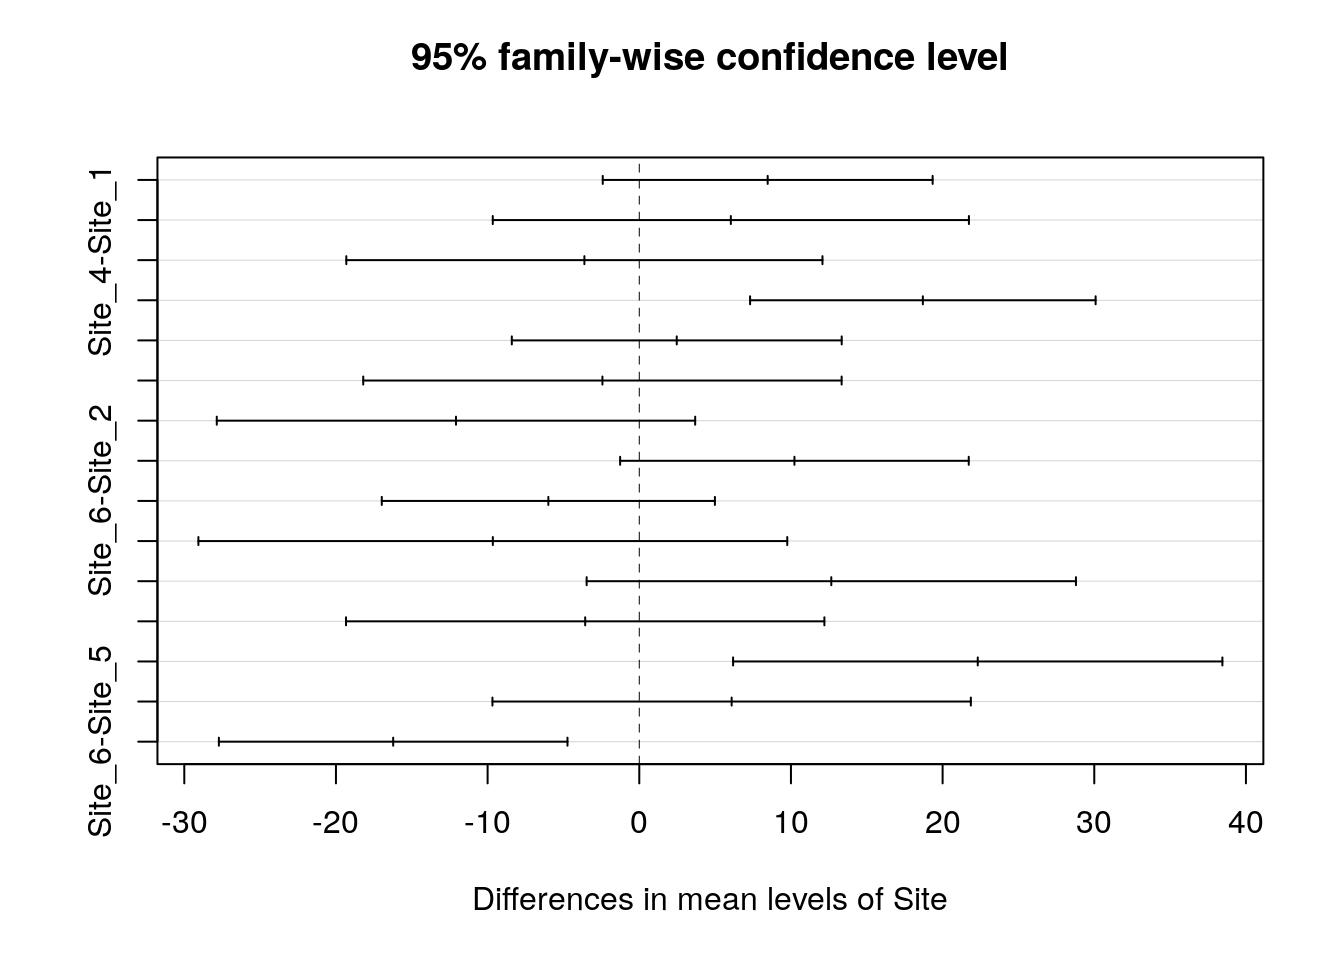 95% family-wise confidence level
Site_4-Site_1
Site_6-Site_2
Site_6-Site_5
-30 -20 -10 0 10 20 30 40
Differences in mean levels of Site